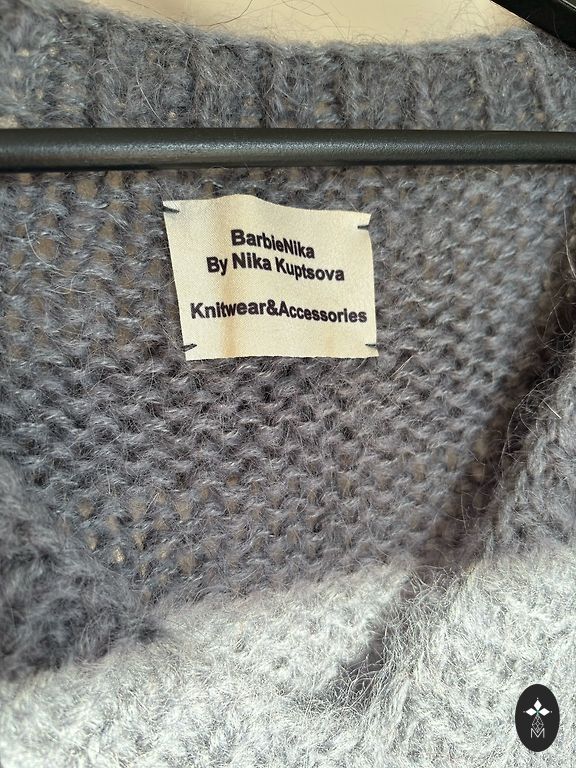 BarbieNika
By Nika Kuptsova
Knitwear&Accessories
M